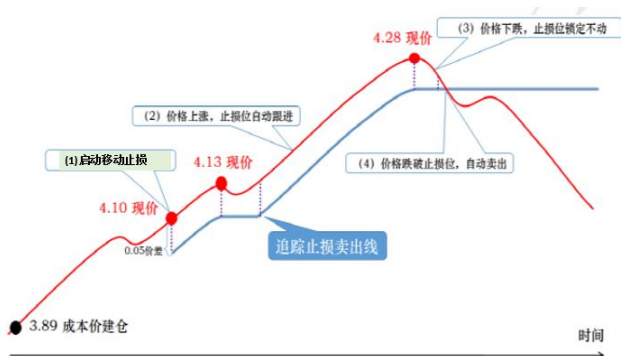 4.28 现价
(3) 价格下跌，止损位锁定不动
(2) 价格上涨，止损位自动跟进
(1)启动移动止损
4.13 现价
(4) 价格跌破止损位，自动卖出
4.10 现价
0.05价差
追踪止损卖出线
3.89 成本价建仓
时间